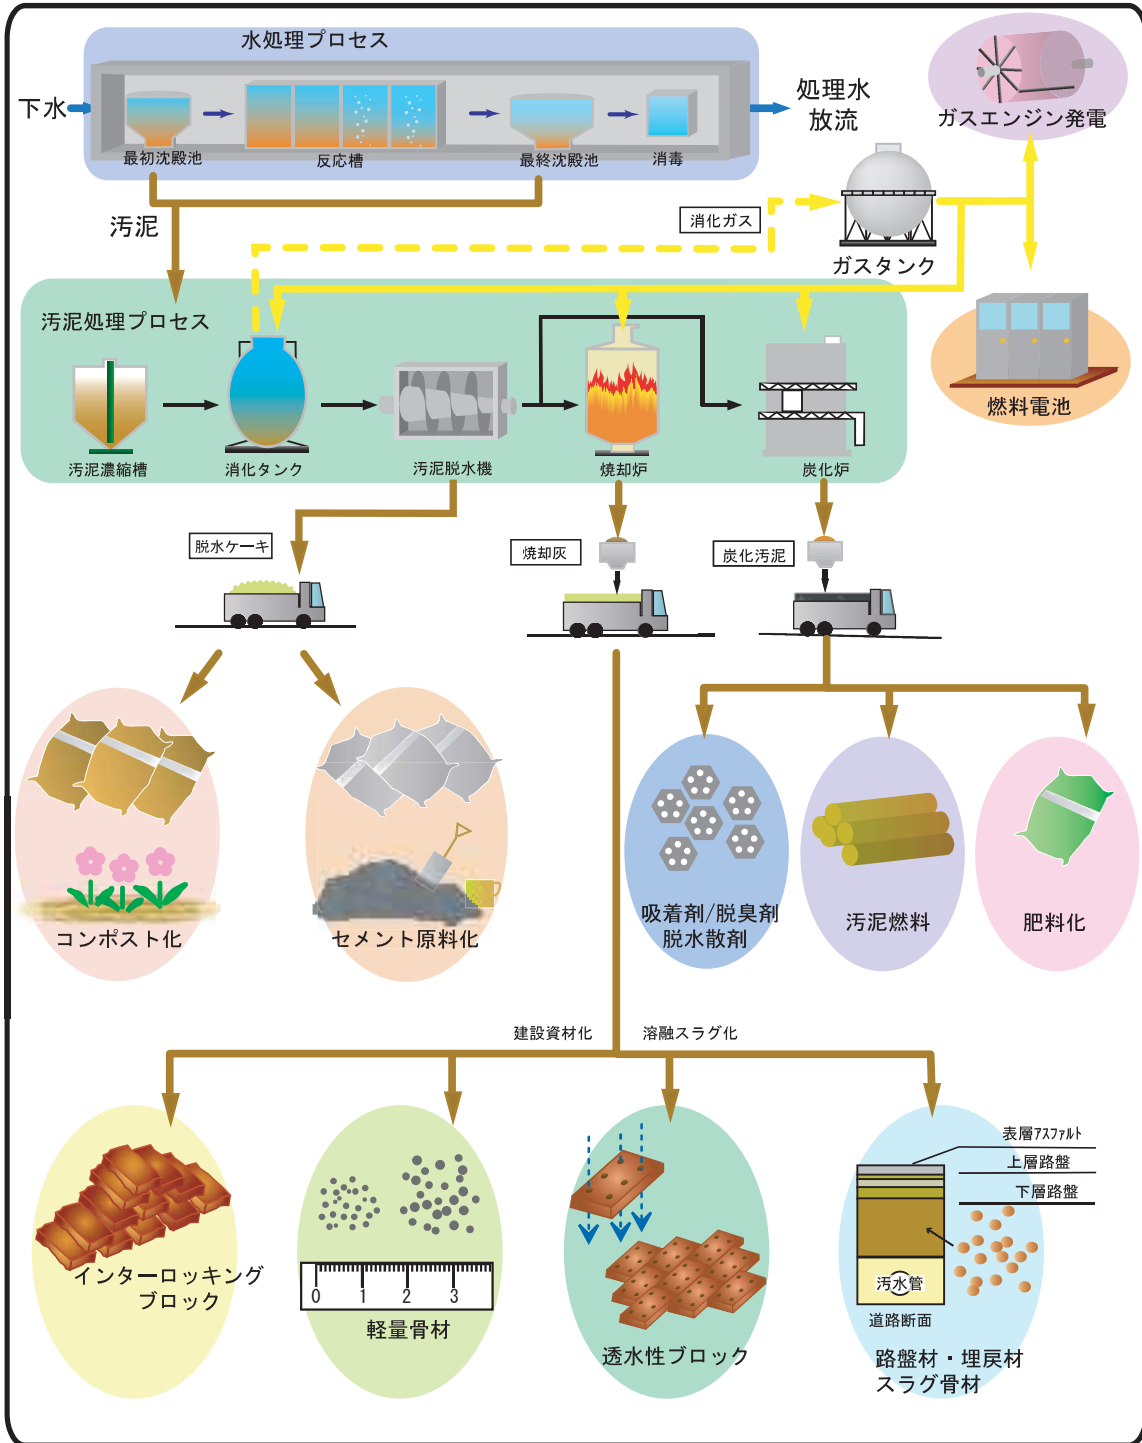 水処理プロセス
下水
処理水
放流
ガスエンジン発電
最初沈殿池
反応槽
最終沈殿池
消毒
汚泥
消化ガス
ガスタンク
汚泥処理プロセス
燃料電池
汚泥濃縮槽
消化タンク
汚泥脱水機
焼却炉
炭化炉
脱水ケーキ
焼却灰
炭化汚泥
コンポスト化
セメント原料化
吸着剤/脱臭剤
脱水散剤
汚泥燃料
肥料化
建設資材化
溶融スラグ化
インターロッキング
ブロック
0 1 2 3
軽量骨材
透水性ブロック
表層アスファルト
上層路盤
下層路盤
汚水管
道路断面
路盤材・埋戻材
スラグ骨材